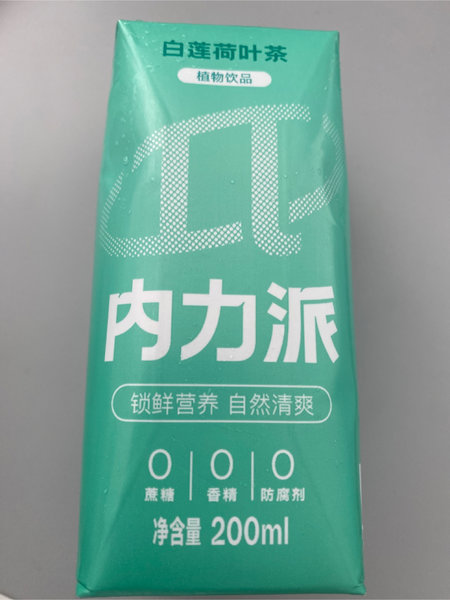 白莲荷叶茶
植物饮品
内力派
锁鲜营养 自然清爽
0 0 0
蔗糖 香精 防腐剂
净含量 200ml